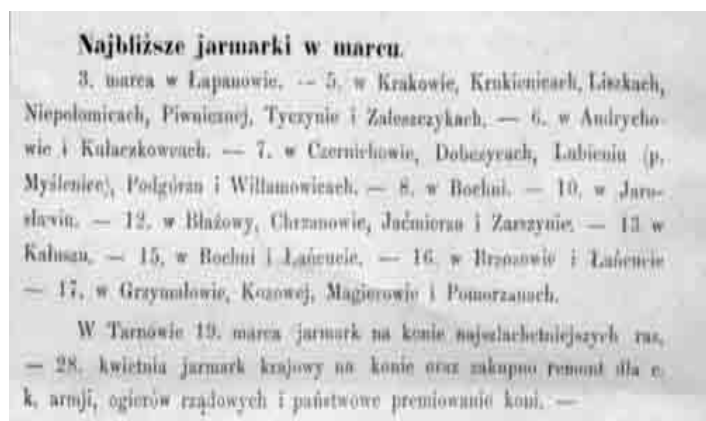 Najbliższe jarmarki w marcu.
3. marca w Łapanowie. — 5. w Krakowie, Krukienicach, Liszkach,
Niepołomicach, Piwnicznej, Tyczynie i Zaleszczykach. — 6. w Andrycho-
wie i Kułaczkowcach. — 7. w Czernichowie, Dobczycach, Lubieniu (p.
Myślenice), Podgórzu i Willamowicach. — 8. w Bochni. — 10. w Jaro-
sławiu. — 12. w Błażowy, Chrzanowie, Jaćmierzu i Zarszynie. — 13 w
Kałuszu. — 15. w Bochni i Łańcucie. — 16. w Brzozowie i Łańcucie
— 17. w Grzymałowie, Kozowej, Magierowie i Pomorzanach.
W Tarnowie 19. marca jarmark na konie najszlachetniejszych ras,
— 28. kwietnia jarmark krajowy na konie oraz zakupno remont dla c.
k. armji, ogierów rządowych i państwowe premiowanie koni. —